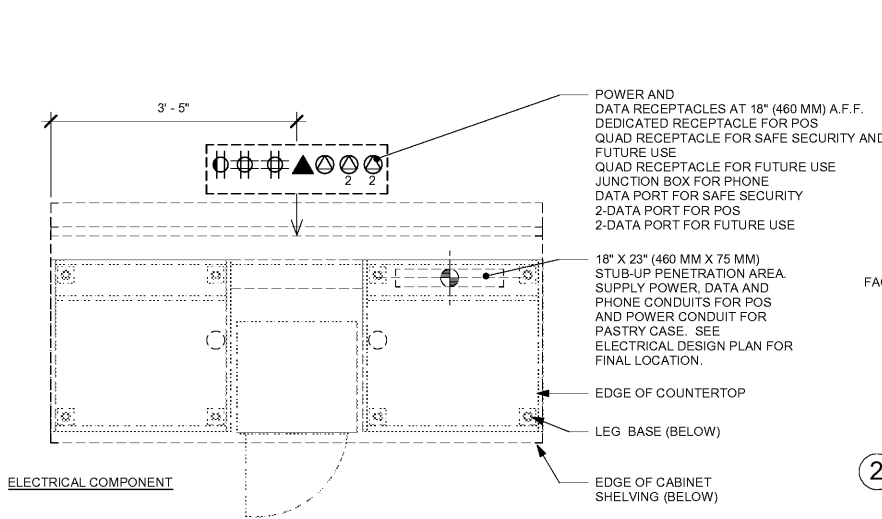 3' - 5"
2 2
POWER AND
DATA RECEPTACLES AT 18" (460 MM) A.F.F.
DEDICATED RECEPTACLE FOR POS
QUAD RECEPTACLE FOR SAFE SECURITY AND
FUTURE USE
QUAD RECEPTACLE FOR FUTURE USE
JUNCTION BOX FOR PHONE
DATA PORT FOR SAFE SECURITY
2-DATA PORT FOR POS
2-DATA PORT FOR FUTURE USE
18" X 23" (460 MM X 75 MM)
STUB-UP PENETRATION AREA.
SUPPLY POWER, DATA AND
PHONE CONDUITS FOR POS
AND POWER CONDUIT FOR
PASTRY CASE. SEE
ELECTRICAL DESIGN PLAN FOR
FINAL LOCATION.
FA
EDGE OF COUNTERTOP
LEG BASE (BELOW)
EDGE OF CABINET
SHELVING (BELOW)
ELECTRICAL COMPONENT
2